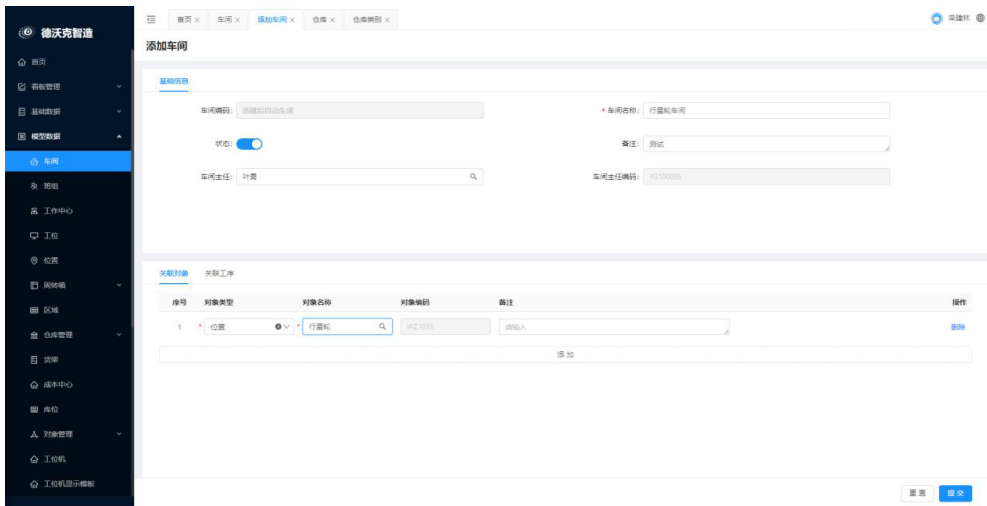 德沃克智造
首页 × 车间 × 添加车间 × 仓库 × 仓库类别 ×
添加车间
首页
看板管理
基础数据
模型数据
车间
班组
工作中心
工位
位置
周转箱
区域
仓库管理
货架
成本中心
库位
对象管理
工位机
工位机显示模板
基础信息
车间编码: 创建后自动生成
* 车间名称: 行星轮车间
状态:
备注: 测试
车间主任: 叶勇
车间主任编码: YG100035
关联对象 关联工序
序号 对象类型 对象名称 对象编码 备注 操作
1 * 位置 * 行星轮 WZ1035 请输入 删除
添加
重置 提交